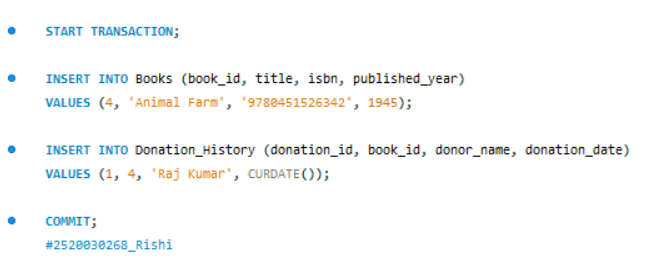 START TRANSACTION;
INSERT INTO Books (book_id, title, isbn, published_year)
VALUES (4, 'Animal Farm', '9780451526342', 1945);
INSERT INTO Donation_History (donation_id, book_id, donor_name, donation_date)
VALUES (1, 4, 'Raj Kumar', CURDATE());
COMMIT;
#2520030268_Rishi